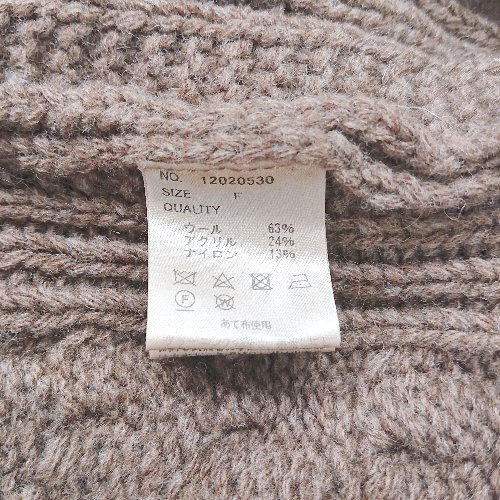 NO. 12020530
SIZE F
QUALITY
ウール 63%
アクリル 24%
ナイロン 13%
F
あて布使用